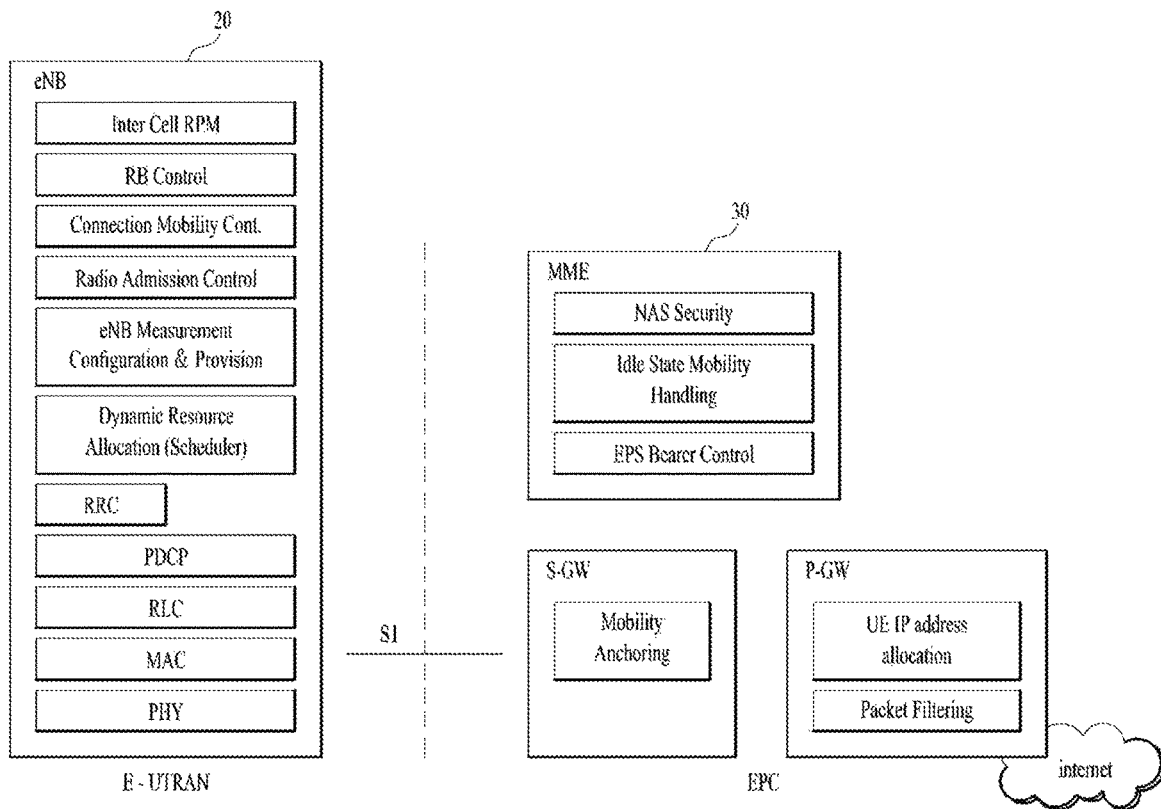 20
eNB
Inter Cell RPM
RB Control
Connection Mobility Cont.
Radio Admission Control
eNB Measurement
Configuration & Provision
Dynamic Resource
Allocation (Scheduler)
RRC
PDCP
RLC
MAC
PHY
E - UTRAN
S1
30
MME
NAS Security
Idle State Mobility
Handling
EPS Bearer Control
S-GW
Mobility
Anchoring
P-GW
UE IP address
allocation
Packet Filtering
EPC
internet